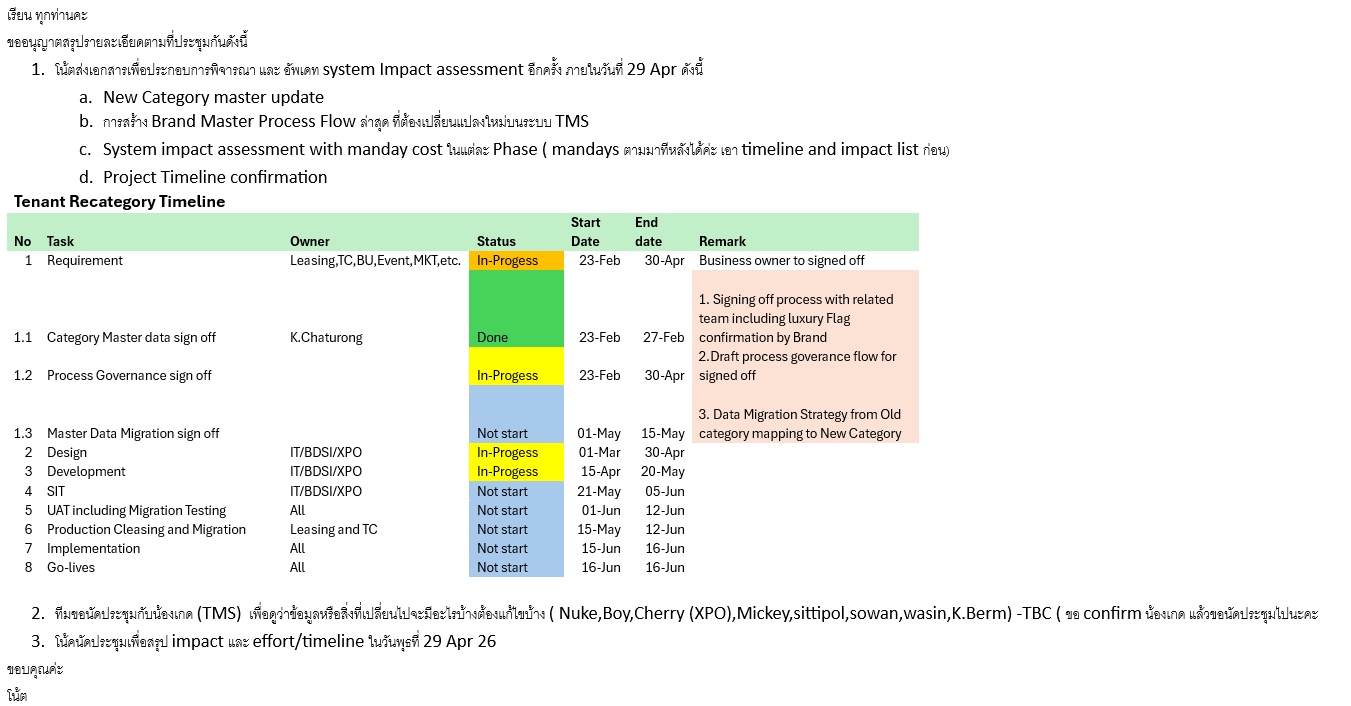 เรียน ทุกท่านคะ
ขออนุญาตสรุปรายละเอียดตามที่ประชุมกันดังนี้
1. โน้ตส่งเอกสารเพื่อประกอบการพิจารณา และ อัพเดท system Impact assessment อีกครั้ง ภายในวันที่ 29 Apr ดังนี้
a. New Category master update
b. การสร้าง Brand Master Process Flow ล่าสุด ที่ต้องเปลี่ยนแปลงใหม่บนระบบ TMS
c. System impact assessment with manday cost ในแต่ละ Phase ( mandays ตามมาทีหลังได้ค่ะ เอา timeline and impact list ก่อน)
d. Project Timeline confirmation
Tenant Recategory Timeline
No Task Owner Status Start Date End date Remark
1 Requirement Leasing,TC,BU,Event,MKT,etc. In-Progess 23-Feb 30-Apr Business owner to signed off
1.1 Category Master data sign off K.Chaturong Done 23-Feb 27-Feb
1. Signing off process with related
team including luxury Flag
confirmation by Brand
1.2 Process Governance sign off In-Progess 23-Feb 30-Apr
2.Draft process goverance flow for
signed off
1.3 Master Data Migration sign off Not start 01-May 15-May
3. Data Migration Strategy from Old
category mapping to New Category
2 Design IT/BDSI/XPO In-Progess 01-Mar 30-Apr
3 Development IT/BDSI/XPO In-Progess 15-Apr 20-May
4 SIT IT/BDSI/XPO Not start 21-May 05-Jun
5 UAT including Migration Testing All Not start 01-Jun 12-Jun
6 Production Cleasing and Migration Leasing and TC Not start 15-May 12-Jun
7 Implementation All Not start 15-Jun 16-Jun
8 Go-lives All Not start 16-Jun 16-Jun
2. ทีมขอนัดประชุมกับน้องเกด (TMS) เพื่อดูว่าข้อมูลหรือสิ่งที่เปลี่ยนไปจะมีอะไรบ้างต้องแก้ไขบ้าง ( Nuke,Boy,Cherry (XPO),Mickey,sittipol,sowan,wasin,K.Berm) -TBC ( ขอ confirm น้องเกด แล้วขอนัดประชุมไปนะคะ
3. โน้คนัดประชุมเพื่อสรุป impact และ effort/timeline ในวันพุธที่ 29 Apr 26
ขอบคุณค่ะ
โน้ต